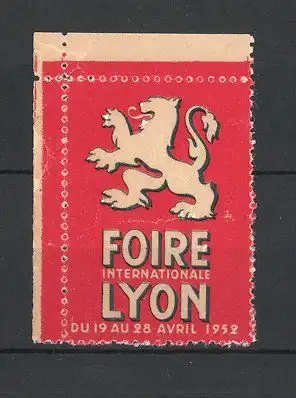 FOIRE
INTERNATIONALE
LYON
DU 19 AU 28 AVRIL 1952